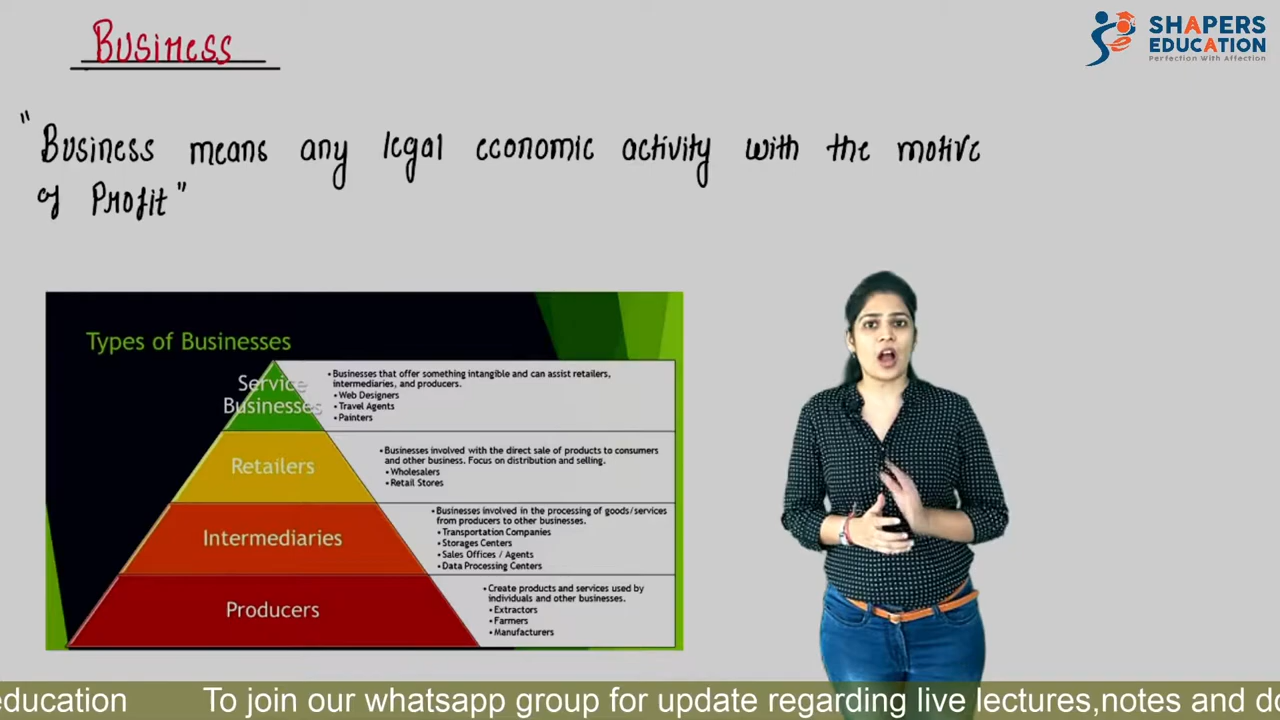 Business
SHAPERS
EDUCATION
Perfection With Affection
"Business means any legal economic activity with the motive
of Profit"
Types of Businesses
Service
Businesses
•Businesses that offer something intangible and can assist retailers,
intermediaries, and producers.
•Web Designers
•Travel Agents
•Painters
Retailers
•Businesses involved with the direct sale of products to consumers
and other business. Focus on distribution and selling.
•Wholesalers
•Retail Stores
Intermediaries
•Businesses involved in the processing of goods/services
from producers to other businesses.
•Transportation Companies
•Storages Centers
•Sales Offices / Agents
•Data Processing Centers
Producers
•Create products and services used by
individuals and other businesses.
•Extractors
•Farmers
•Manufacturers
education To join our whatsapp group for update regarding live lectures,notes and do